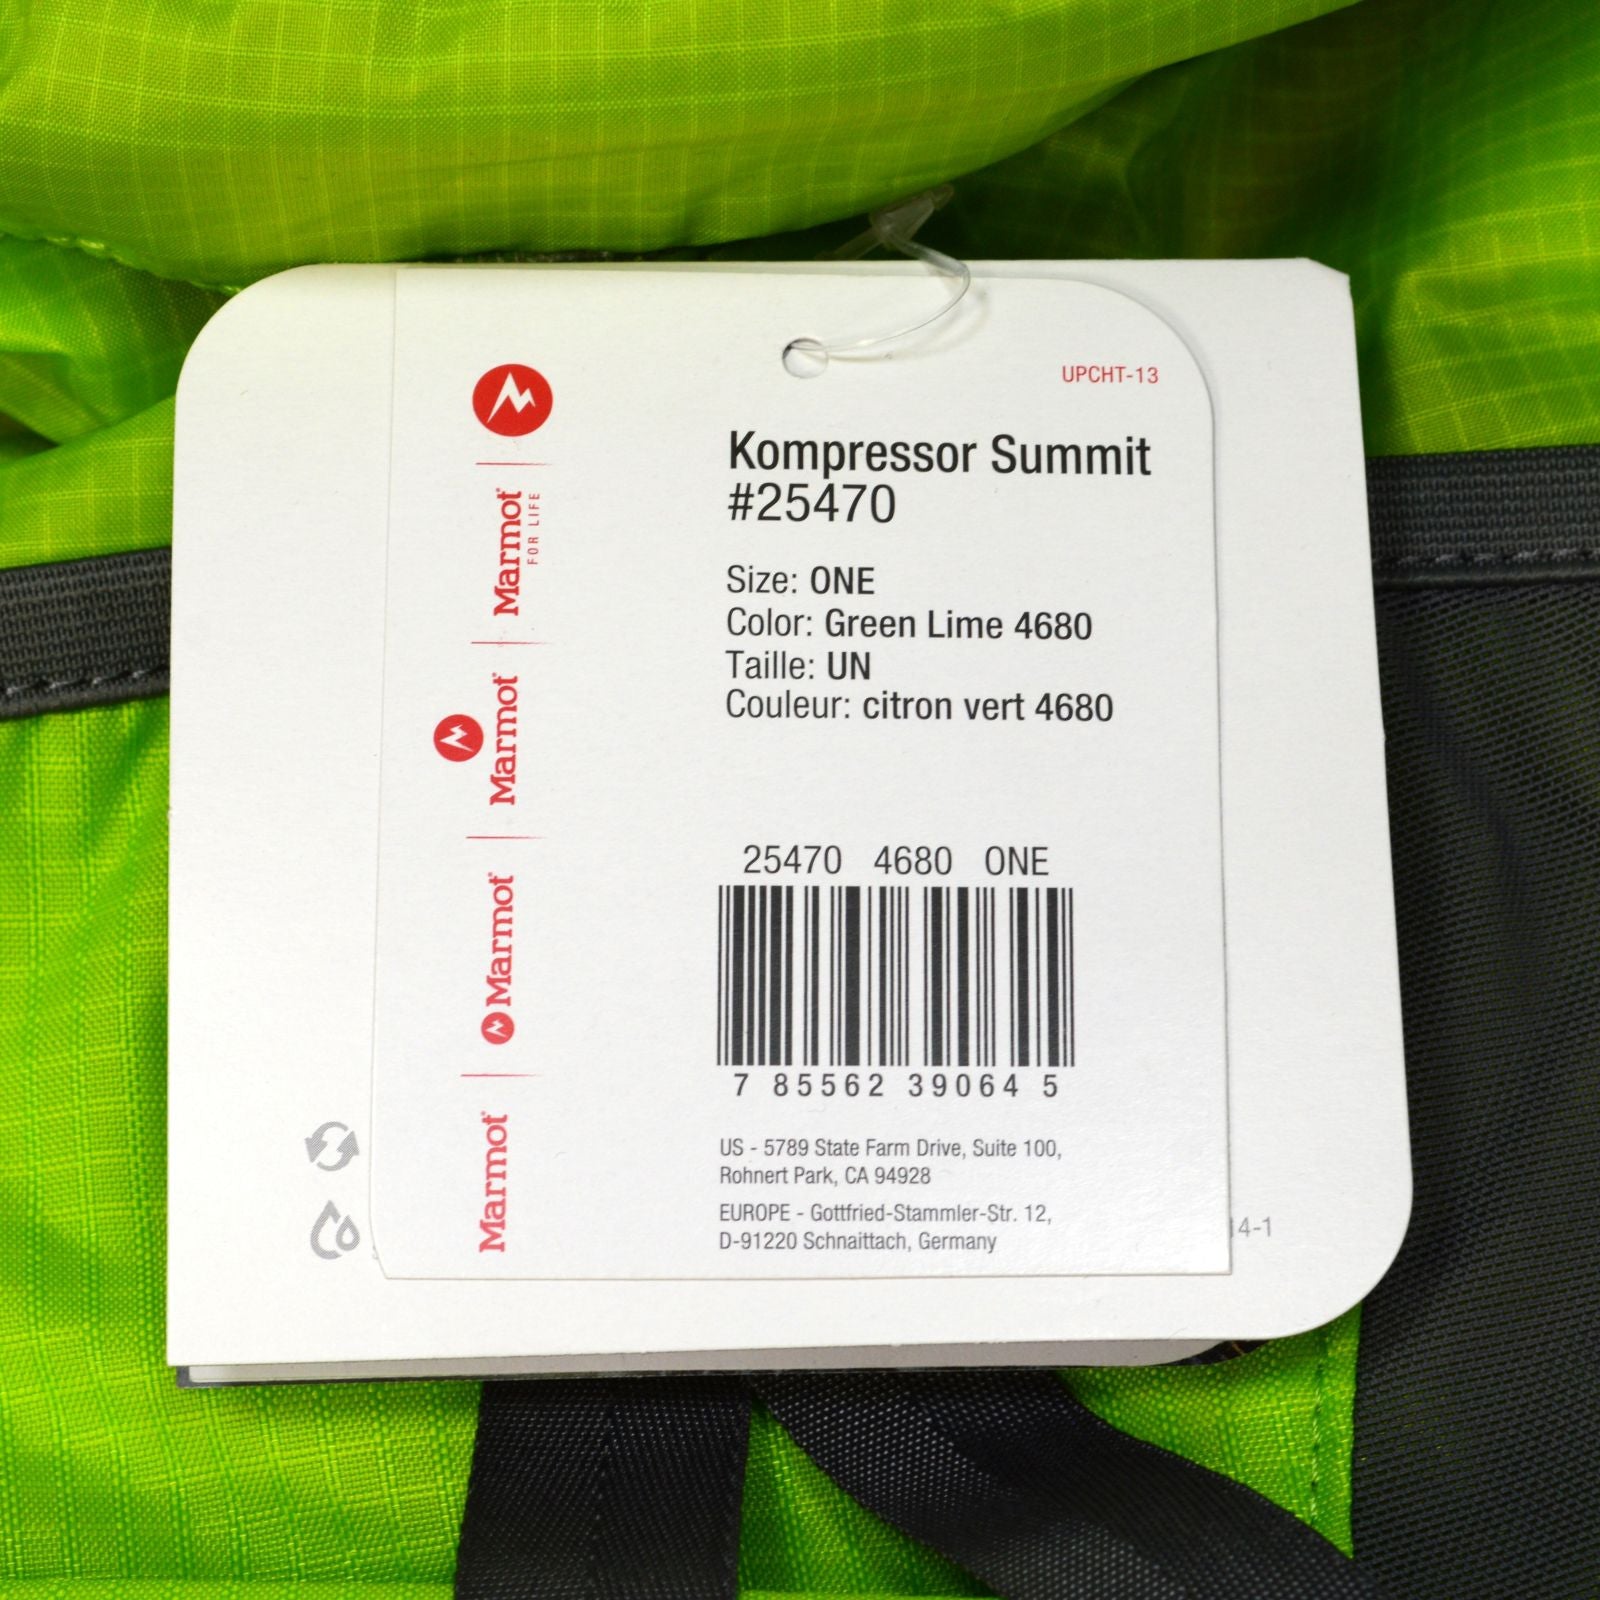 UPCHT-13
Kompressor Summit
#25470
Size: ONE
Color: Green Lime 4680
Taille: UN
Couleur: citron vert 4680
25470 4680 ONE
7 85562 39064 5
US - 5789 State Farm Drive, Suite 100,
Rohnert Park, CA 94928
EUROPE - Gottfried-Stammler-Str. 12,
D-91220 Schnaittach, Germany
Marmot
FOR LIFE
Marmot
Marmot
Marmot
14-1